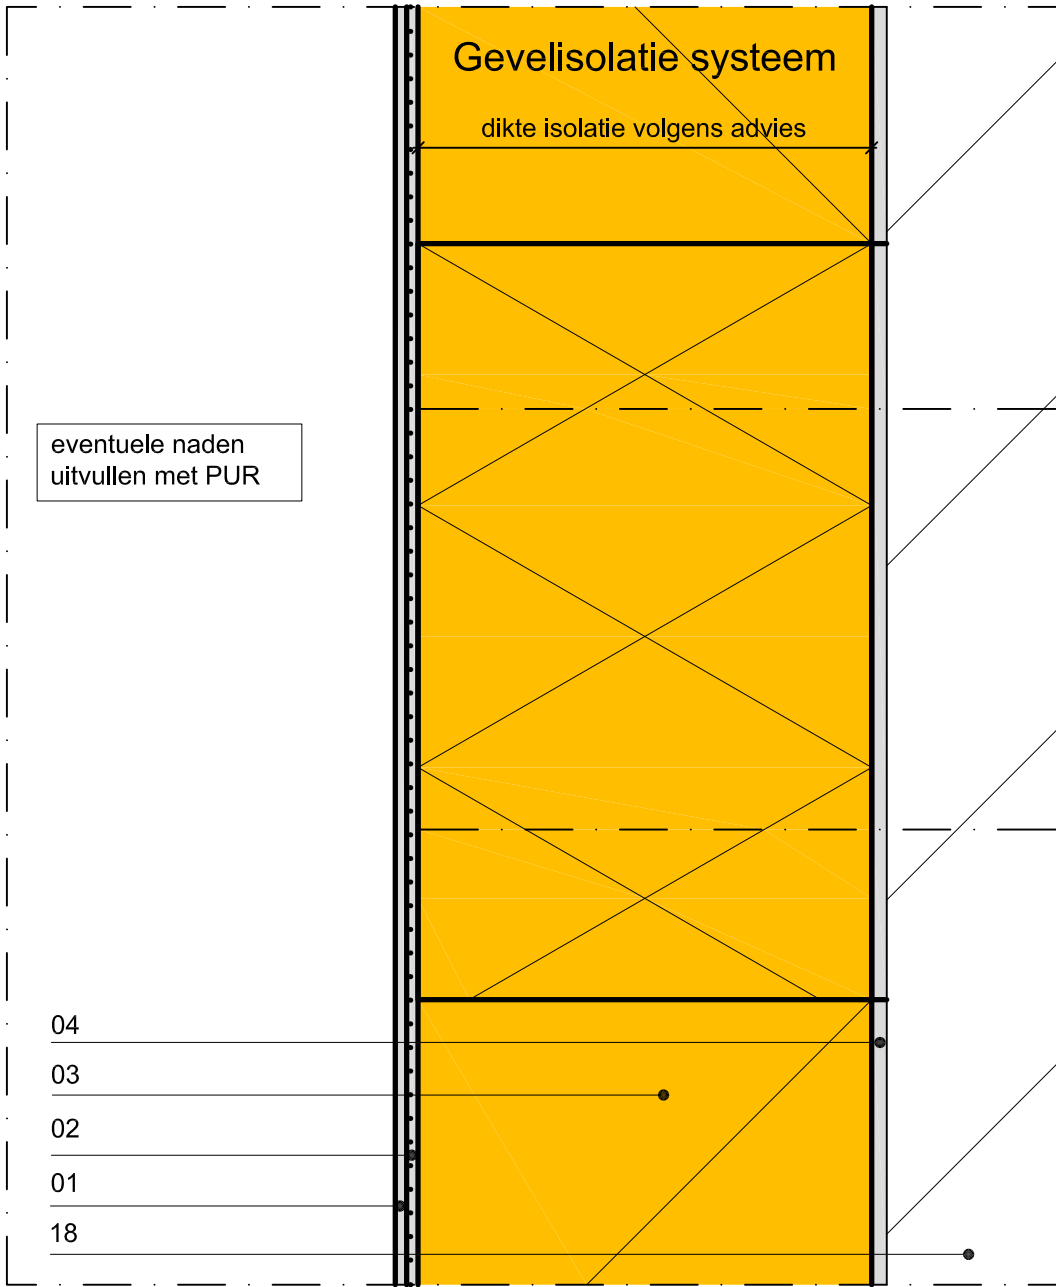 Gevelisolatie systeem
dikte isolatie volgens advies
eventuele naden
uitvullen met PUR
04
03
02
01
18